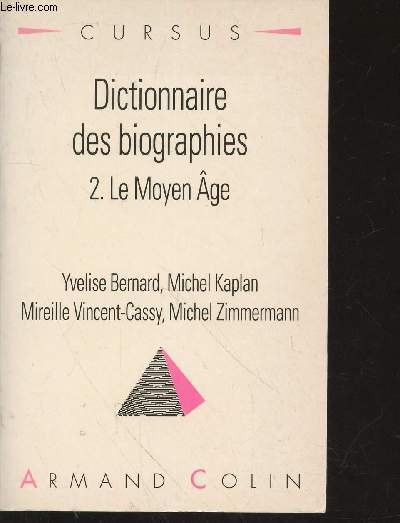 Le-livre.com
CURSUS
Dictionnaire
des biographies
2. Le Moyen Âge
Yvelise Bernard, Michel Kaplan
Mireille Vincent-Cassy, Michel Zimmermann
ARMAND COLIN